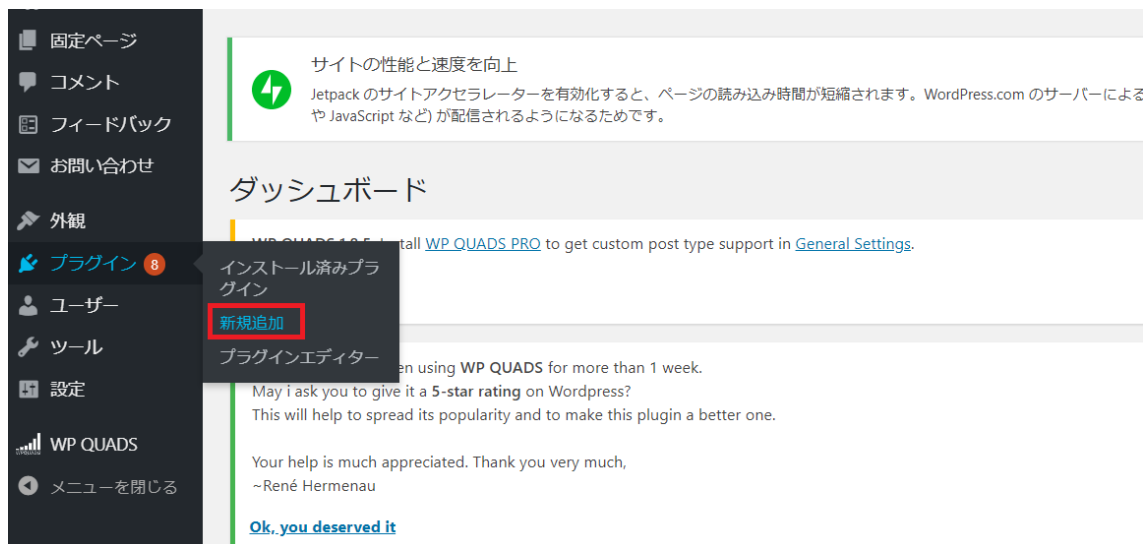 固定ページ
コメント
フィードバック
お問い合わせ
外観
プラグイン 8
ユーザー
ツール
設定
WP QUADS
メニューを閉じる
インストール済みプラ
グイン
新規追加
プラグインエディター
サイトの性能と速度を向上
Jetpack のサイトアクセラレーターを有効化すると、ページの読み込み時間が短縮されます。WordPress.com のサーバーによる
や JavaScript など) が配信されるようになるためです。
ダッシュボード
WP QUADS PRO to get custom post type support in General Settings.
using WP QUADS for more than 1 week.
May i ask you to give it a 5-star rating on Wordpress?
This will help to spread its popularity and to make this plugin a better one.
Your help is much appreciated. Thank you very much,
~René Hermenau
Ok, you deserved it